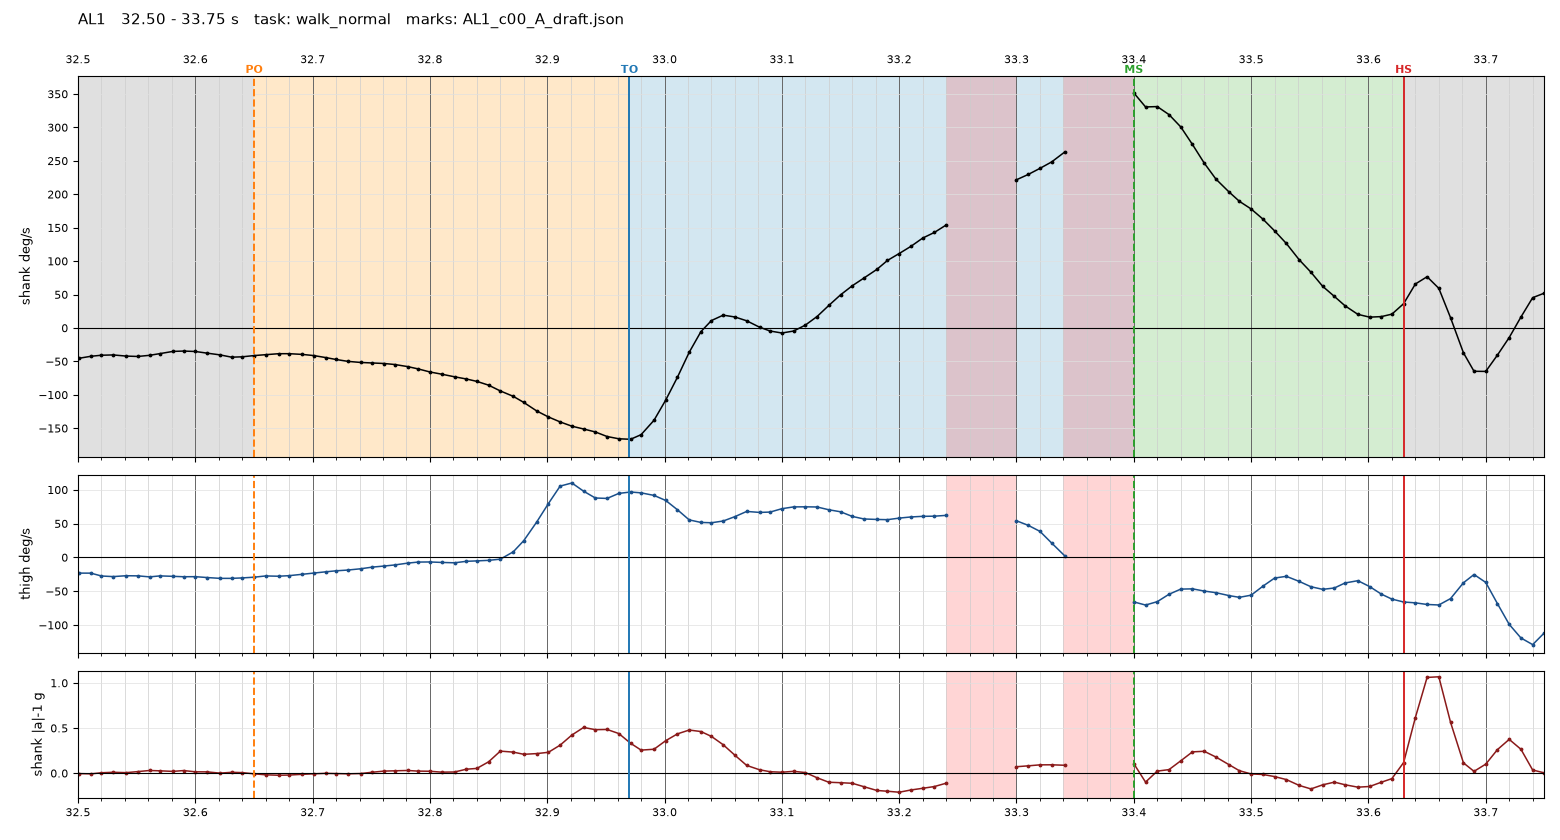 AL1   32.50 - 33.75 s   task: walk_normal   marks: AL1_c00_A_draft.json
32.5 32.6 32.7 32.8 32.9 33.0 33.1 33.2 33.3 33.4 33.5 33.6 33.7
PO TO MS HS
350
300
250
200
150
100
50
0
−50
−100
−150
shank deg/s
100
50
0
−50
−100
thigh deg/s
1.0
0.5
0.0
shank |a|-1 g
32.5 32.6 32.7 32.8 32.9 33.0 33.1 33.2 33.3 33.4 33.5 33.6 33.7